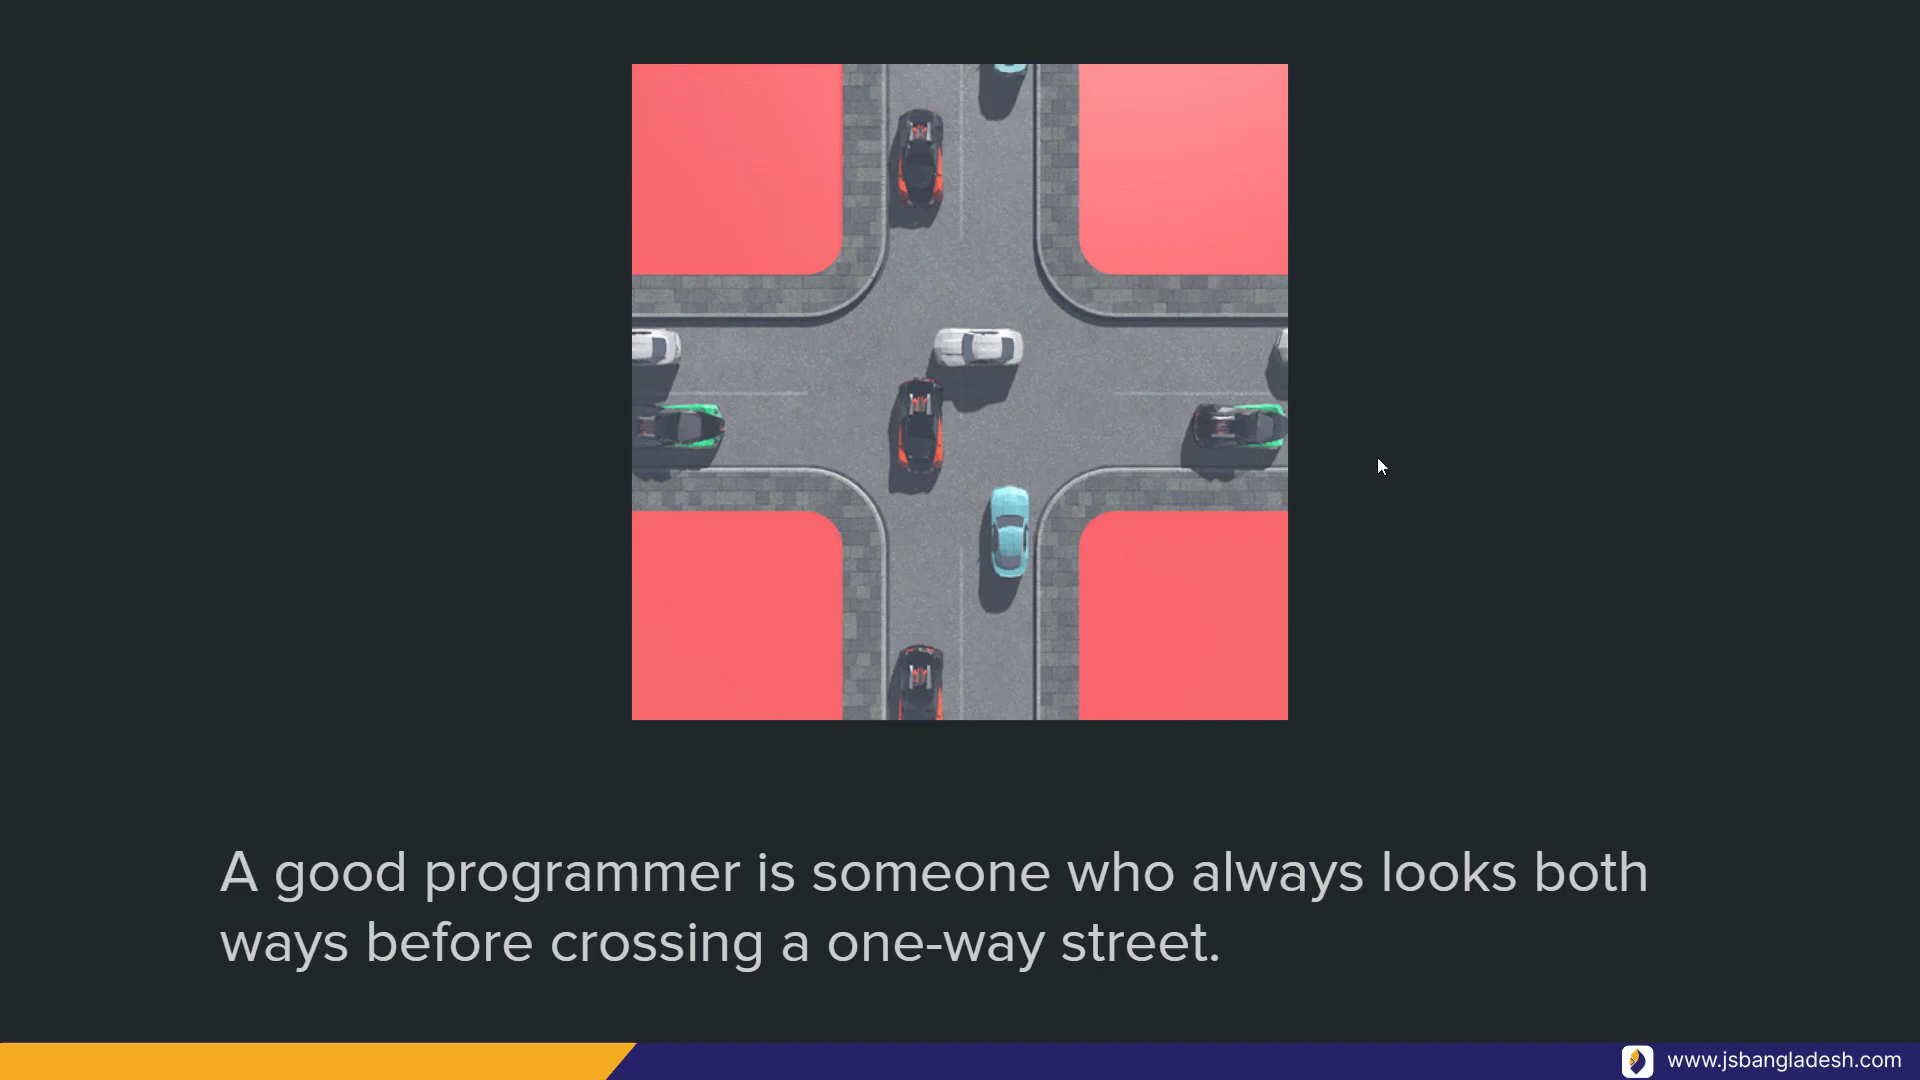 A good programmer is someone who always looks both
ways before crossing a one-way street.
www.jsbangladesh.com